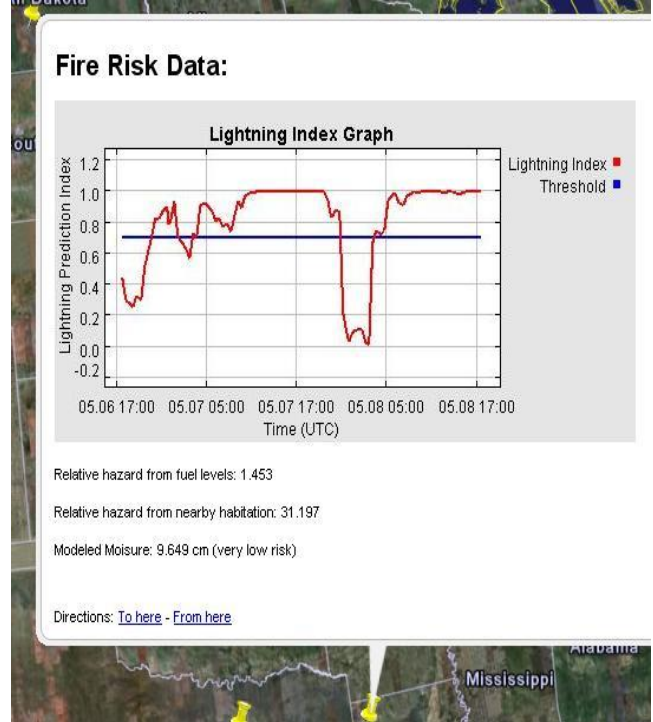 Dakota
Fire Risk Data:
Lightning Index Graph
Lightning Index
Threshold
Lightning Prediction Index
1.2
1.0
0.8
0.6
0.4
0.2
0.0
-0.2
05.06 17:00 05.07 05:00 05.07 17:00 05.08 05:00 05.08 17:00
Time (UTC)
Relative hazard from fuel levels: 1.453
Relative hazard from nearby habitation: 31.197
Modeled Moisure: 9.649 cm (very low risk)
Directions: To here - From here
Alabama
Mississippi